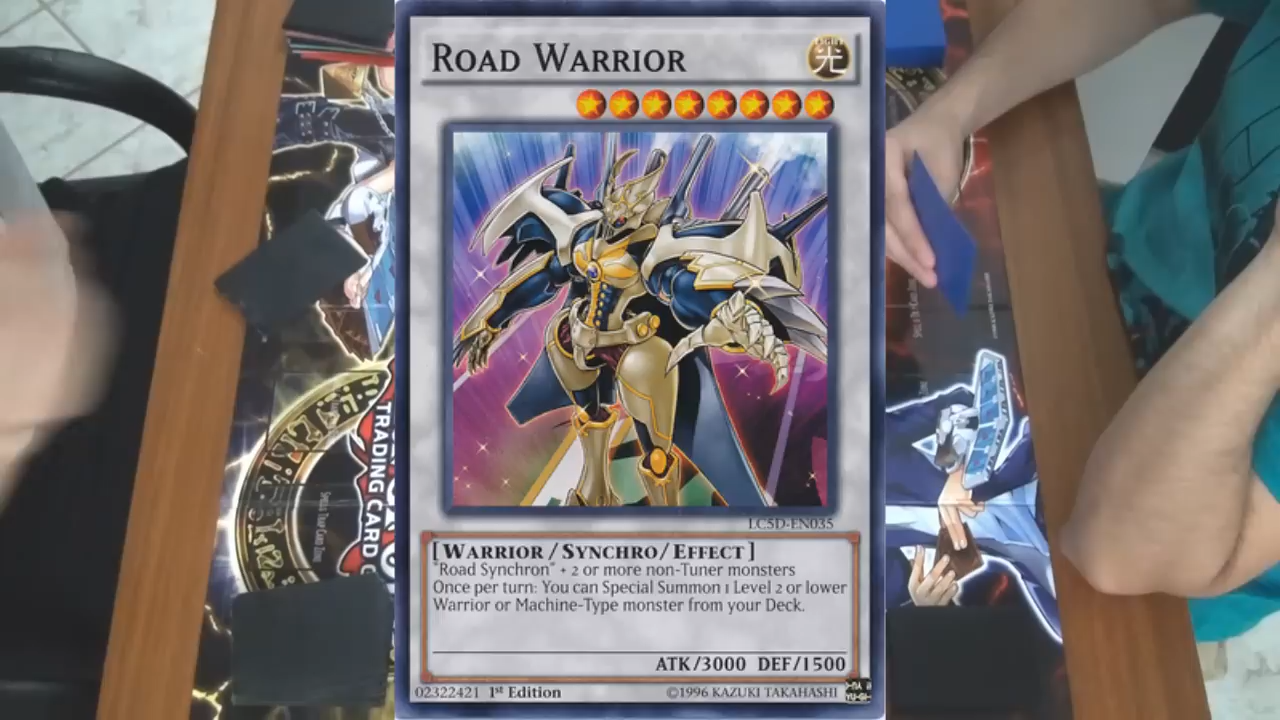 ROAD WARRIOR
LIGHT
光
LC5D-EN035
[WARRIOR/SYNCHRO/EFFECT]
"Road Synchron" + 2 or more non-Tuner monsters
Once per turn: You can Special Summon 1 Level 2 or lower
Warrior or Machine-Type monster from your Deck.
ATK/3000 DEF/1500
02322421 1st Edition
©1996 KAZUKI TAKAHASHI
TRADING CARD